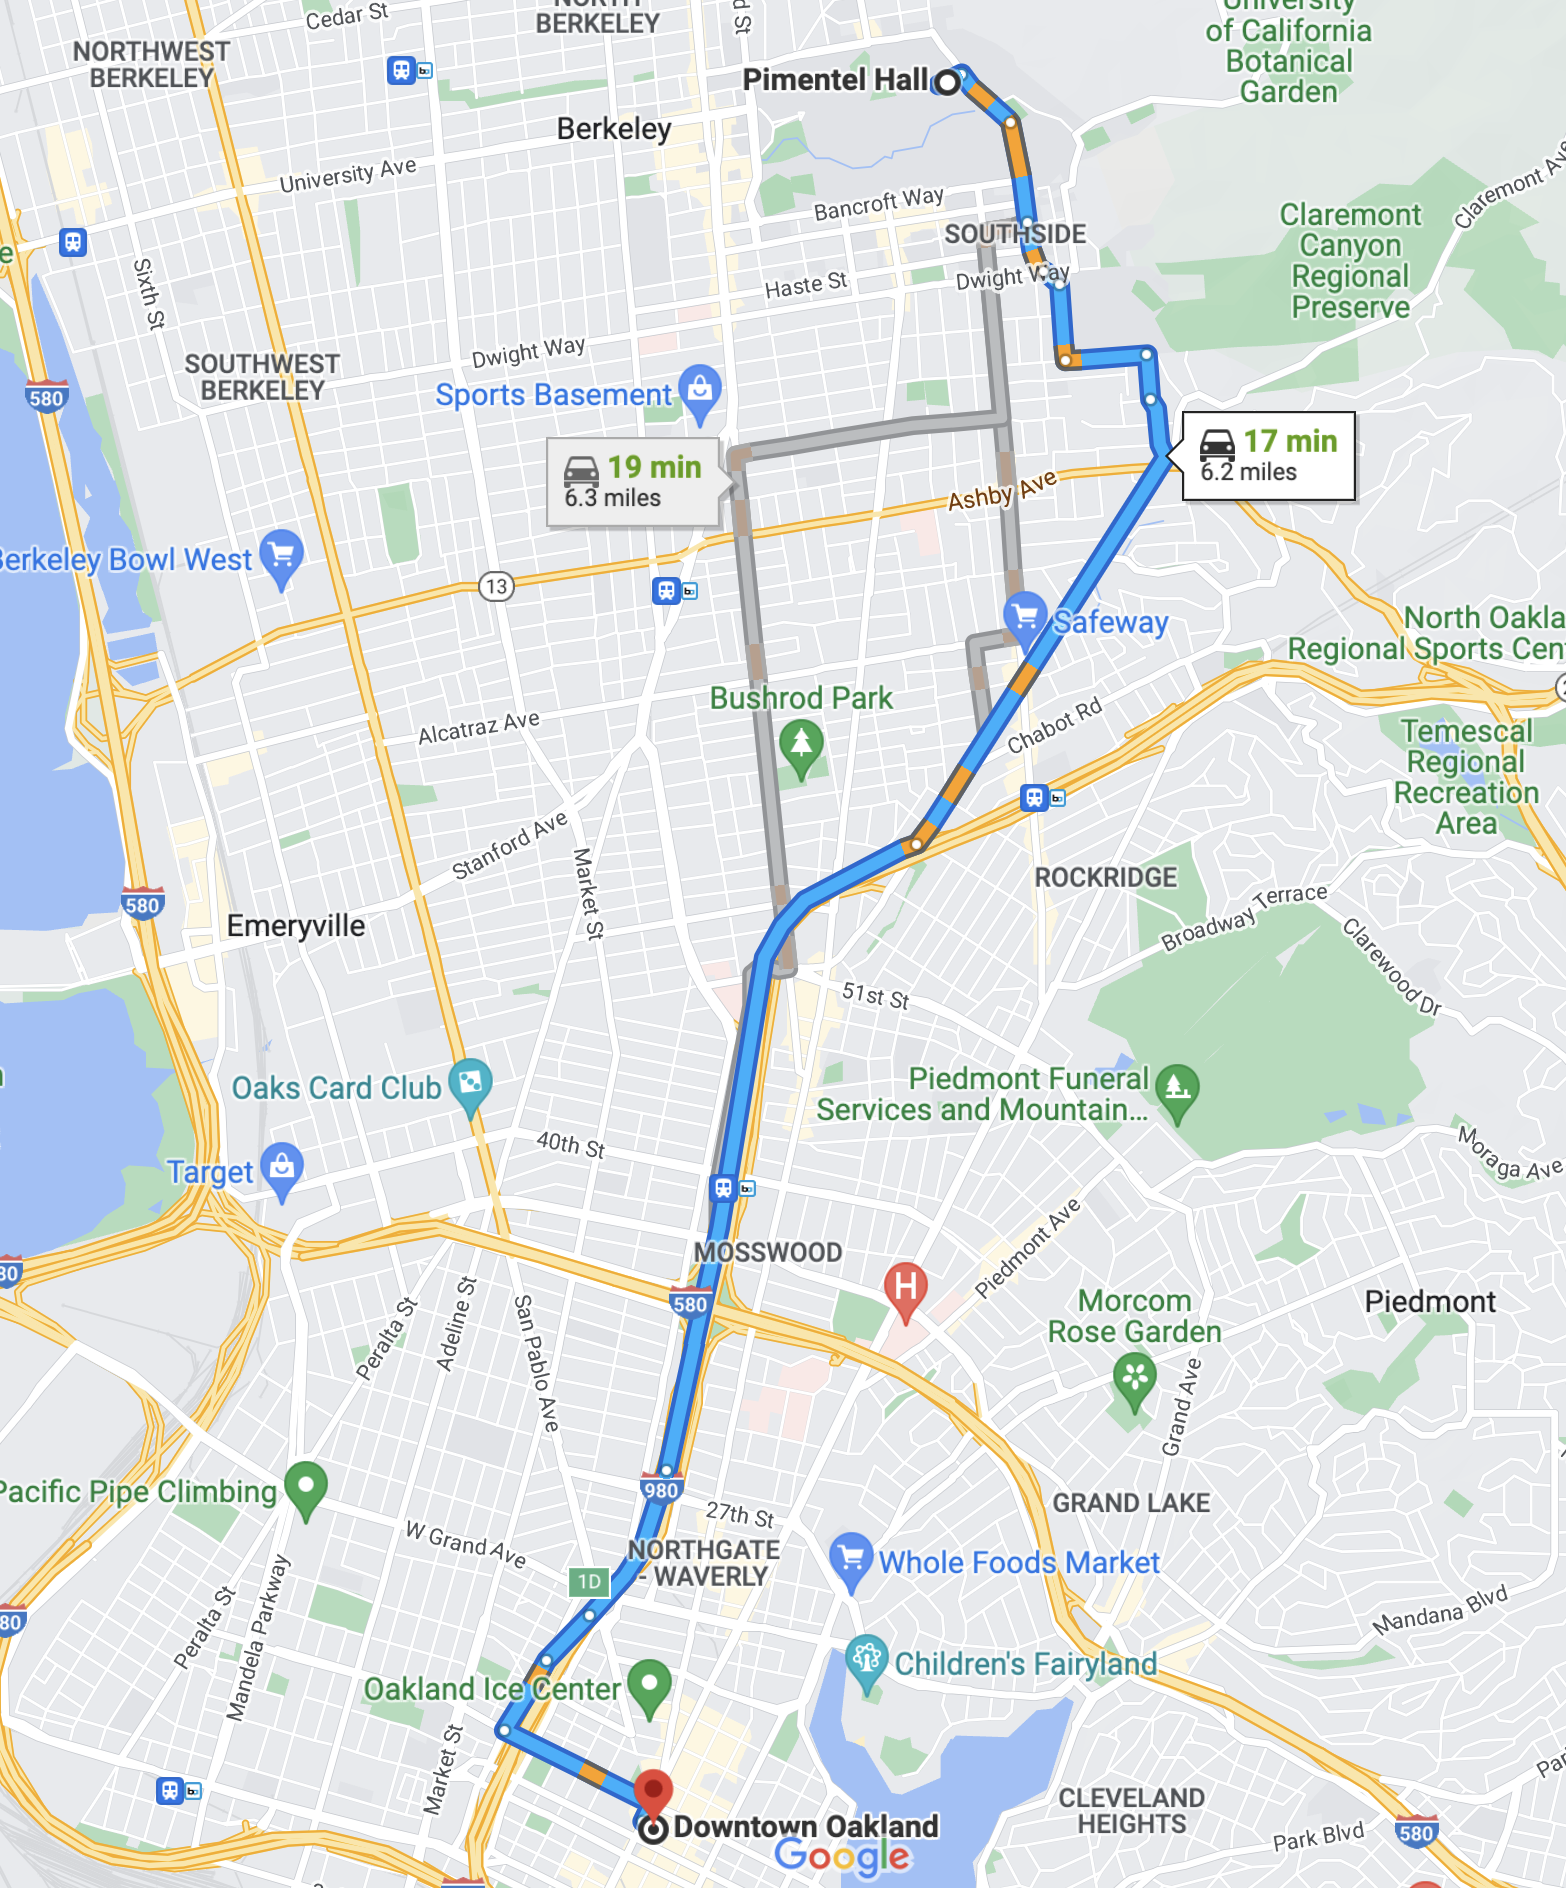 Cedar St
NORTH
BERKELEY
d St
University
of California
Botanical
Garden
NORTHWEST
BERKELEY
Pimentel Hall
Berkeley
University Ave
Bancroft Way
Claremont Ave
SOUTHSIDE
Claremont
Canyon
Regional
Preserve
e
Sixth St
Haste St
Dwight Way
Dwight Way
SOUTHWEST
BERKELEY
580
Sports Basement
17 min
6.2 miles
19 min
6.3 miles
Ashby Ave
Berkeley Bowl West
13
Safeway
North Oakla
Regional Sports Cen
2
Bushrod Park
Alcatraz Ave
Chabot Rd
Temescal
Regional
Recreation
Area
Stanford Ave
Market St
ROCKRIDGE
580
Emeryville
Broadway Terrace
Clarewood Dr
51st St
Oaks Card Club
Piedmont Funeral
Services and Mountain...
40th St
Target
Moraga Ave
Piedmont Ave
MOSSWOOD
80
H
580
Peralta St
Adeline St
San Pablo Ave
Morcom
Rose Garden
Piedmont
Grand Ave
Pacific Pipe Climbing
980
27th St
GRAND LAKE
W Grand Ave
NORTHGATE
- WAVERLY
1D
Whole Foods Market
80
Peralta St
Mandela Parkway
Mandana Blvd
Children's Fairyland
Oakland Ice Center
Market St
CLEVELAND
HEIGHTS
Downtown Oakland
Google
Park Blvd
580
Par